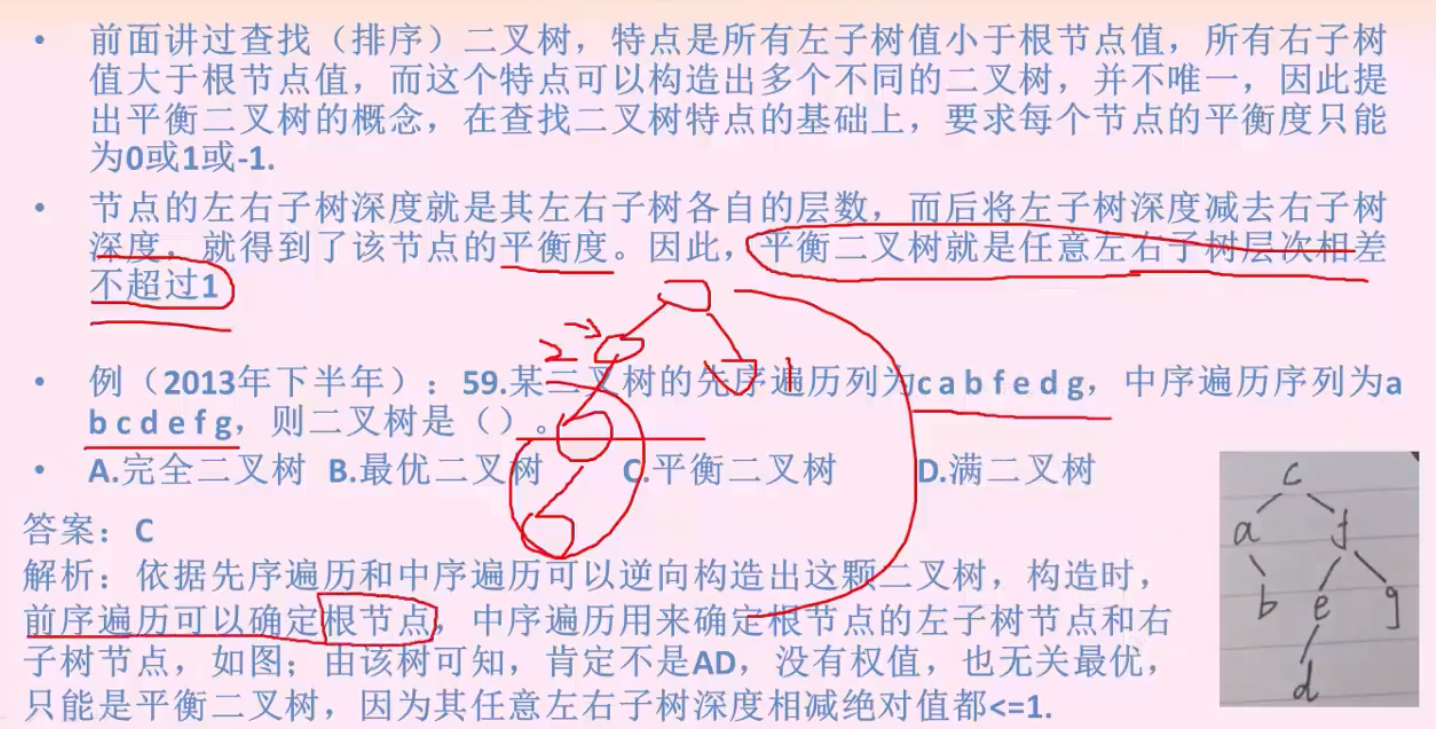 • 前面讲过查找（排序）二叉树，特点是所有左子树值小于根节点值，所有右子树
值大于根节点值，而这个特点可以构造出多个不同的二叉树，并不唯一，因此提
出平衡二叉树的概念，在查找二叉树特点的基础上，要求每个节点的平衡度只能
为0或1或-1.
• 节点的左右子树深度就是其左右子树各自的层数，而后将左子树深度减去右子树
深度，就得到了该节点的平衡度。因此，平衡二叉树就是任意左右子树层次相差
不超过1
2
1
• 例（2013年下半年）：59.某二叉树的先序遍历列为c a b f e d g，中序遍历序列为a
b c d e f g，则二叉树是（）。
• A.完全二叉树 B.最优二叉树 C.平衡二叉树 D.满二叉树
答案：C
解析：依据先序遍历和中序遍历可以逆向构造出这颗二叉树，构造时，
前序遍历可以确定根节点，中序遍历用来确定根节点的左子树节点和右
子树节点，如图；由该树可知，肯定不是AD，没有权值，也无关最优，
只能是平衡二叉树，因为其任意左右子树深度相减绝对值都<=1.
c
a f
b e g
d